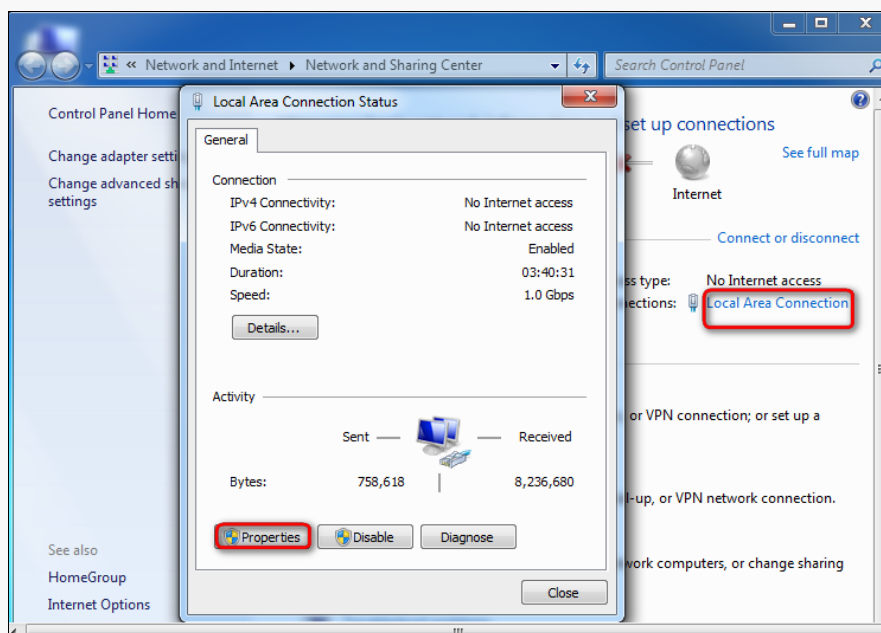 « Network and Internet ▸ Network and Sharing Center
Search Control Panel
Control Panel Home
Change adapter setti
Change advanced sh
settings
See also
HomeGroup
Internet Options
Local Area Connection Status
General
Connection
IPv4 Connectivity: No Internet access
IPv6 Connectivity: No Internet access
Media State: Enabled
Duration: 03:40:31
Speed: 1.0 Gbps
Details...
Activity
Sent — — Received
Bytes: 758,618 | 8,236,680
Properties Disable Diagnose
Close
set up connections
See full map
Internet
Connect or disconnect
ss type: No Internet access
ections: Local Area Connection
or VPN connection; or set up a
l-up, or VPN network connection.
work computers, or change sharing